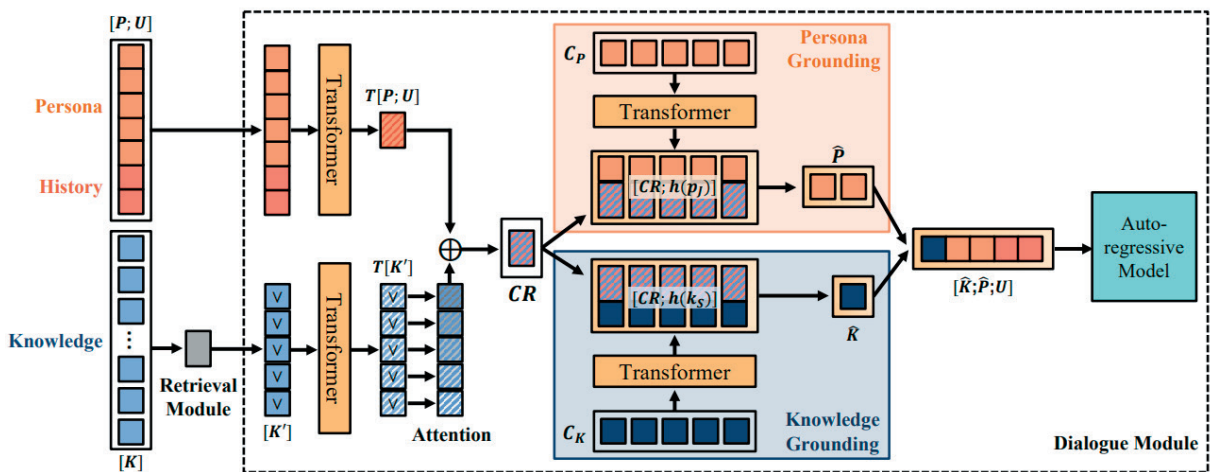 [P; U]
Persona
History
Knowledge
[K]
Retrieval
Module
[K′]
Transformer
Transformer
T[P; U]
T[K′]
Attention
CR
Persona
Grounding
C_P
Transformer
[CR; h(p_J)]
P̂
[CR; h(k_S)]
K̂
Transformer
C_K
Knowledge
Grounding
[K̂;P̂;U]
Auto-
regressive
Model
Dialogue Module